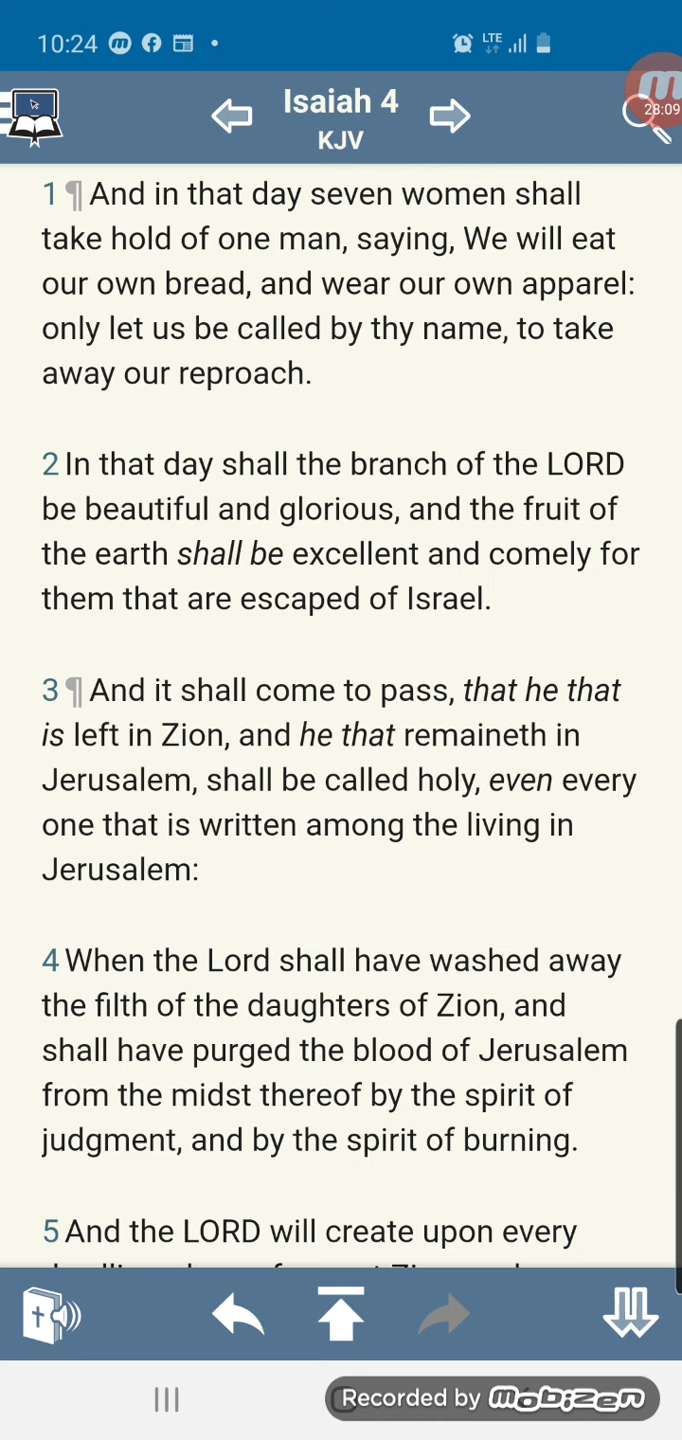 10:24
LTE
Isaiah 4
KJV
28:09
1 ¶ And in that day seven women shall
take hold of one man, saying, We will eat
our own bread, and wear our own apparel:
only let us be called by thy name, to take
away our reproach.
2 In that day shall the branch of the LORD
be beautiful and glorious, and the fruit of
the earth shall be excellent and comely for
them that are escaped of Israel.
3 ¶ And it shall come to pass, that he that
is left in Zion, and he that remaineth in
Jerusalem, shall be called holy, even every
one that is written among the living in
Jerusalem:
4 When the Lord shall have washed away
the filth of the daughters of Zion, and
shall have purged the blood of Jerusalem
from the midst thereof by the spirit of
judgment, and by the spirit of burning.
5 And the LORD will create upon every
Recorded by mobizen